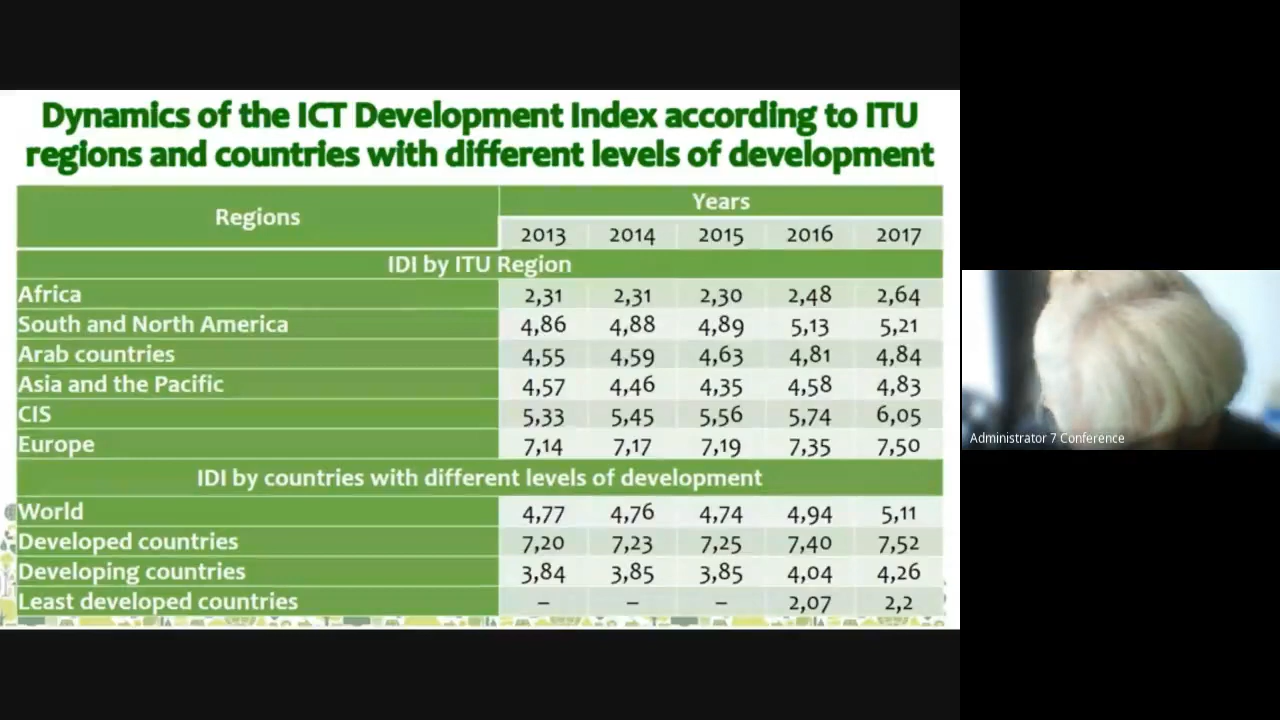 Dynamics of the ICT Development Index according to ITU
regions and countries with different levels of development
Regions
Years
2013 2014 2015 2016 2017
IDI by ITU Region
Africa 2,31 2,31 2,30 2,48 2,64
South and North America 4,86 4,88 4,89 5,13 5,21
Arab countries 4,55 4,59 4,63 4,81 4,84
Asia and the Pacific 4,57 4,46 4,35 4,58 4,83
CIS 5,33 5,45 5,56 5,74 6,05
Europe 7,14 7,17 7,19 7,35 7,50
IDI by countries with different levels of development
World 4,77 4,76 4,74 4,94 5,11
Developed countries 7,20 7,23 7,25 7,40 7,52
Developing countries 3,84 3,85 3,85 4,04 4,26
Least developed countries – – – 2,07 2,2
Administrator 7 Conference